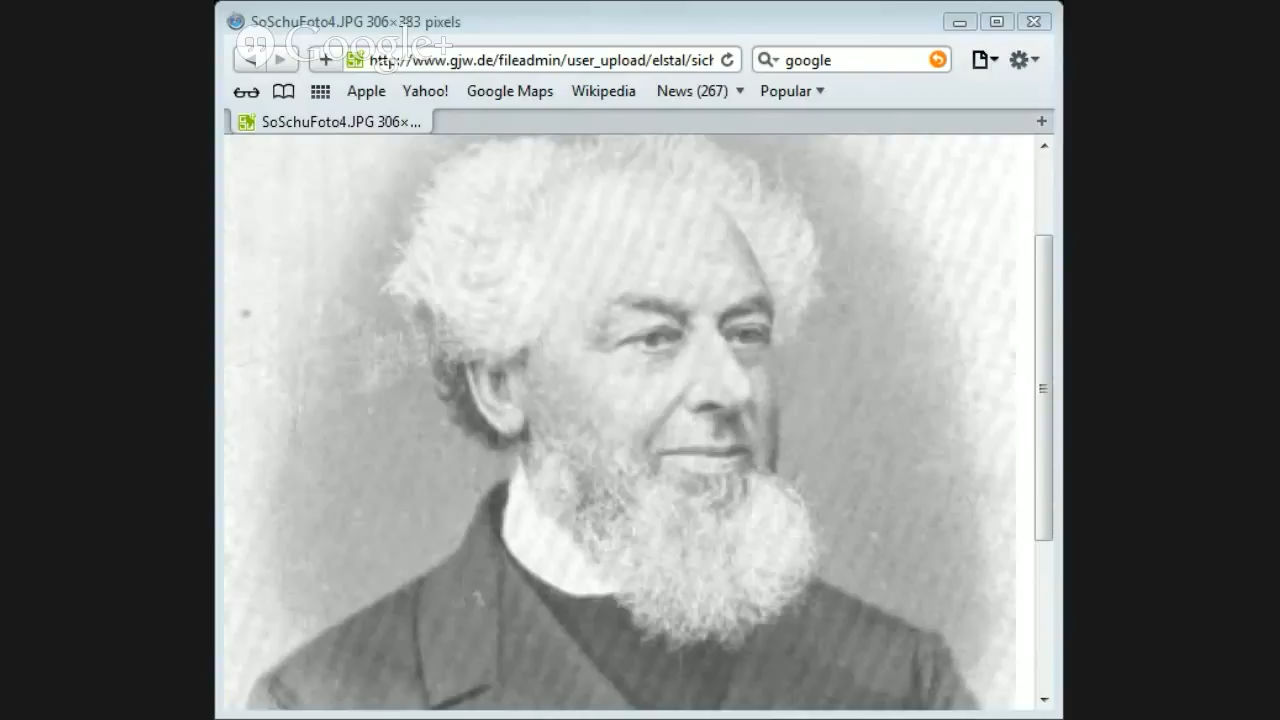 SoSchuFoto4.JPG 306×383 pixels
Google+
http://www.gjw.de/fileadmin/user_upload/elstal/sich
google
Apple Yahoo! Google Maps Wikipedia News (267) Popular
SoSchuFoto4.JPG 306×...